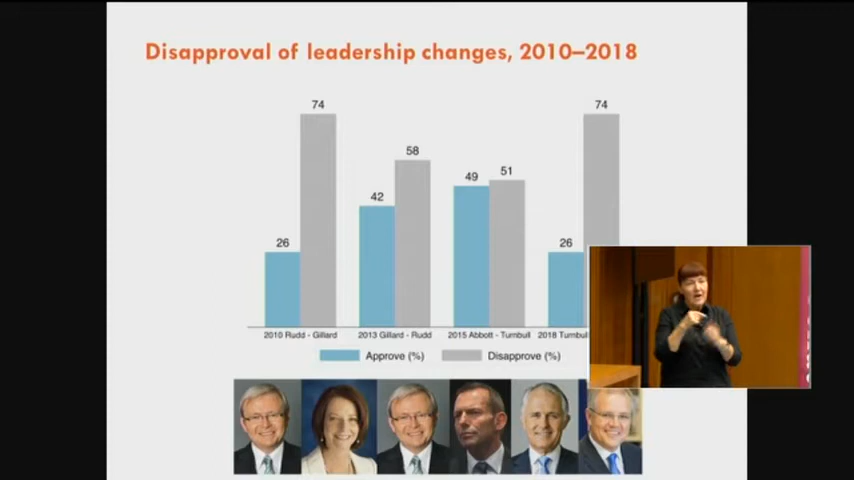 Disapproval of leadership changes, 2010–2018
74
74
58
49
51
42
26
26
2010 Rudd - Gillard
2013 Gillard - Rudd
2015 Abbott - Turnbull
2018 Turnbull
Approve (%)
Disapprove (%)